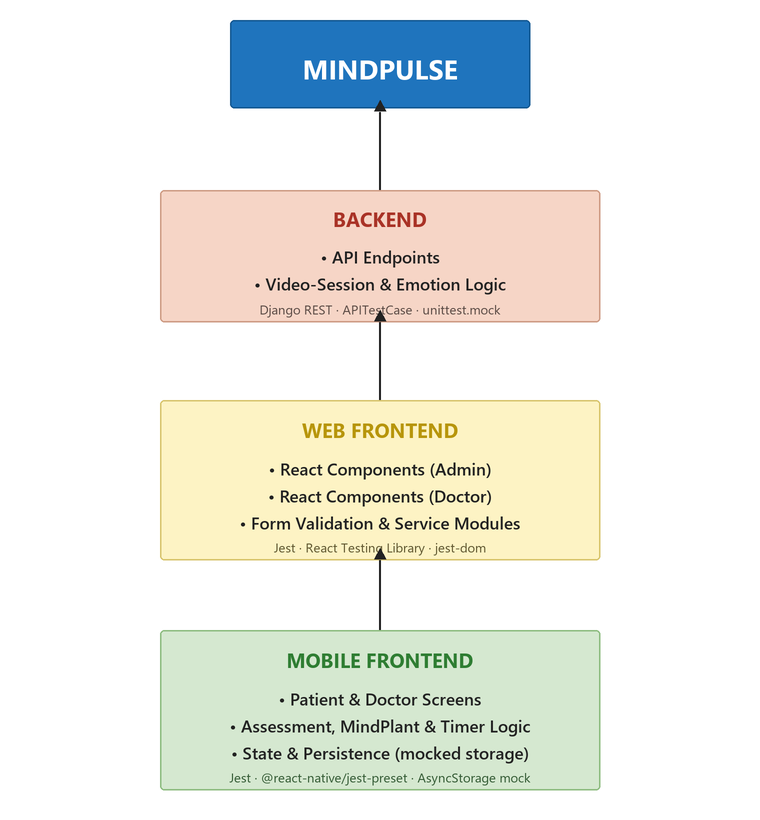 MINDPULSE
BACKEND
• API Endpoints
• Video-Session & Emotion Logic
Django REST · APITestCase · unittest.mock
WEB FRONTEND
• React Components (Admin)
• React Components (Doctor)
• Form Validation & Service Modules
Jest · React Testing Library · jest-dom
MOBILE FRONTEND
• Patient & Doctor Screens
• Assessment, MindPlant & Timer Logic
• State & Persistence (mocked storage)
Jest · @react-native/jest-preset · AsyncStorage mock